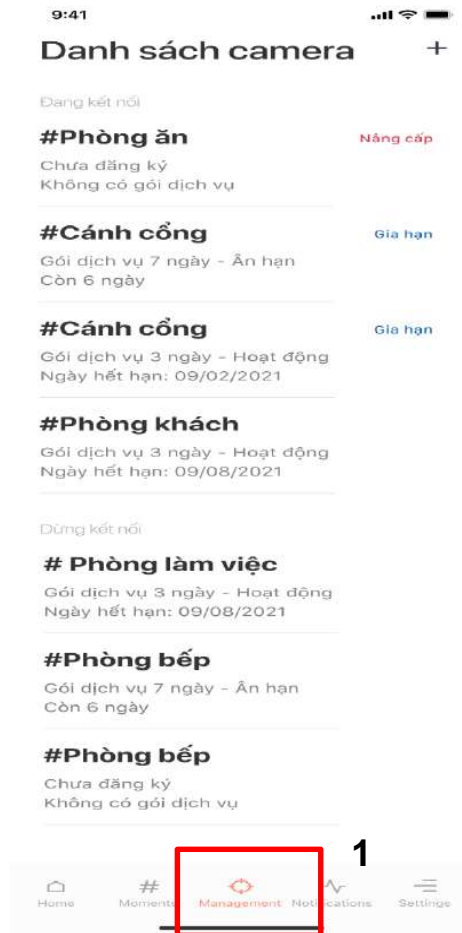 9:41
Danh sách camera +
Đang kết nối
#Phòng ăn Nâng cấp
Chưa đăng ký
Không có gói dịch vụ
#Cánh cổng Gia hạn
Gói dịch vụ 7 ngày - Ân hạn
Còn 6 ngày
#Cánh cổng Gia hạn
Gói dịch vụ 3 ngày - Hoạt động
Ngày hết hạn: 09/02/2021
#Phòng khách
Gói dịch vụ 3 ngày - Hoạt động
Ngày hết hạn: 09/08/2021
Dừng kết nối
# Phòng làm việc
Gói dịch vụ 3 ngày - Hoạt động
Ngày hết hạn: 09/08/2021
#Phòng bếp
Gói dịch vụ 7 ngày - Ân hạn
Còn 6 ngày
#Phòng bếp
Chưa đăng ký
Không có gói dịch vụ
1
#
Home Moments Management Notifications Settings